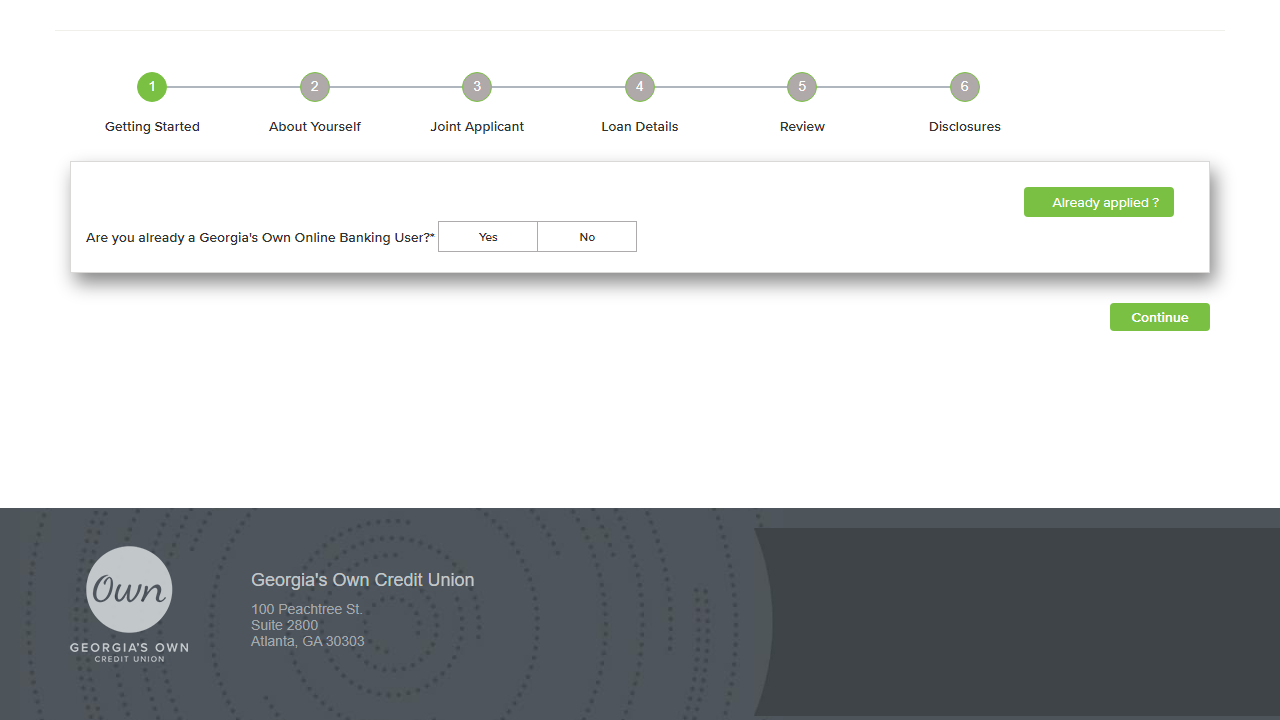 1 2 3 4 5 6
Getting Started About Yourself Joint Applicant Loan Details Review Disclosures
Already applied ?
Are you already a Georgia's Own Online Banking User?* Yes No
Continue
Own
GEORGIA'S OWN
CREDIT UNION
Georgia's Own Credit Union
100 Peachtree St.
Suite 2800
Atlanta, GA 30303